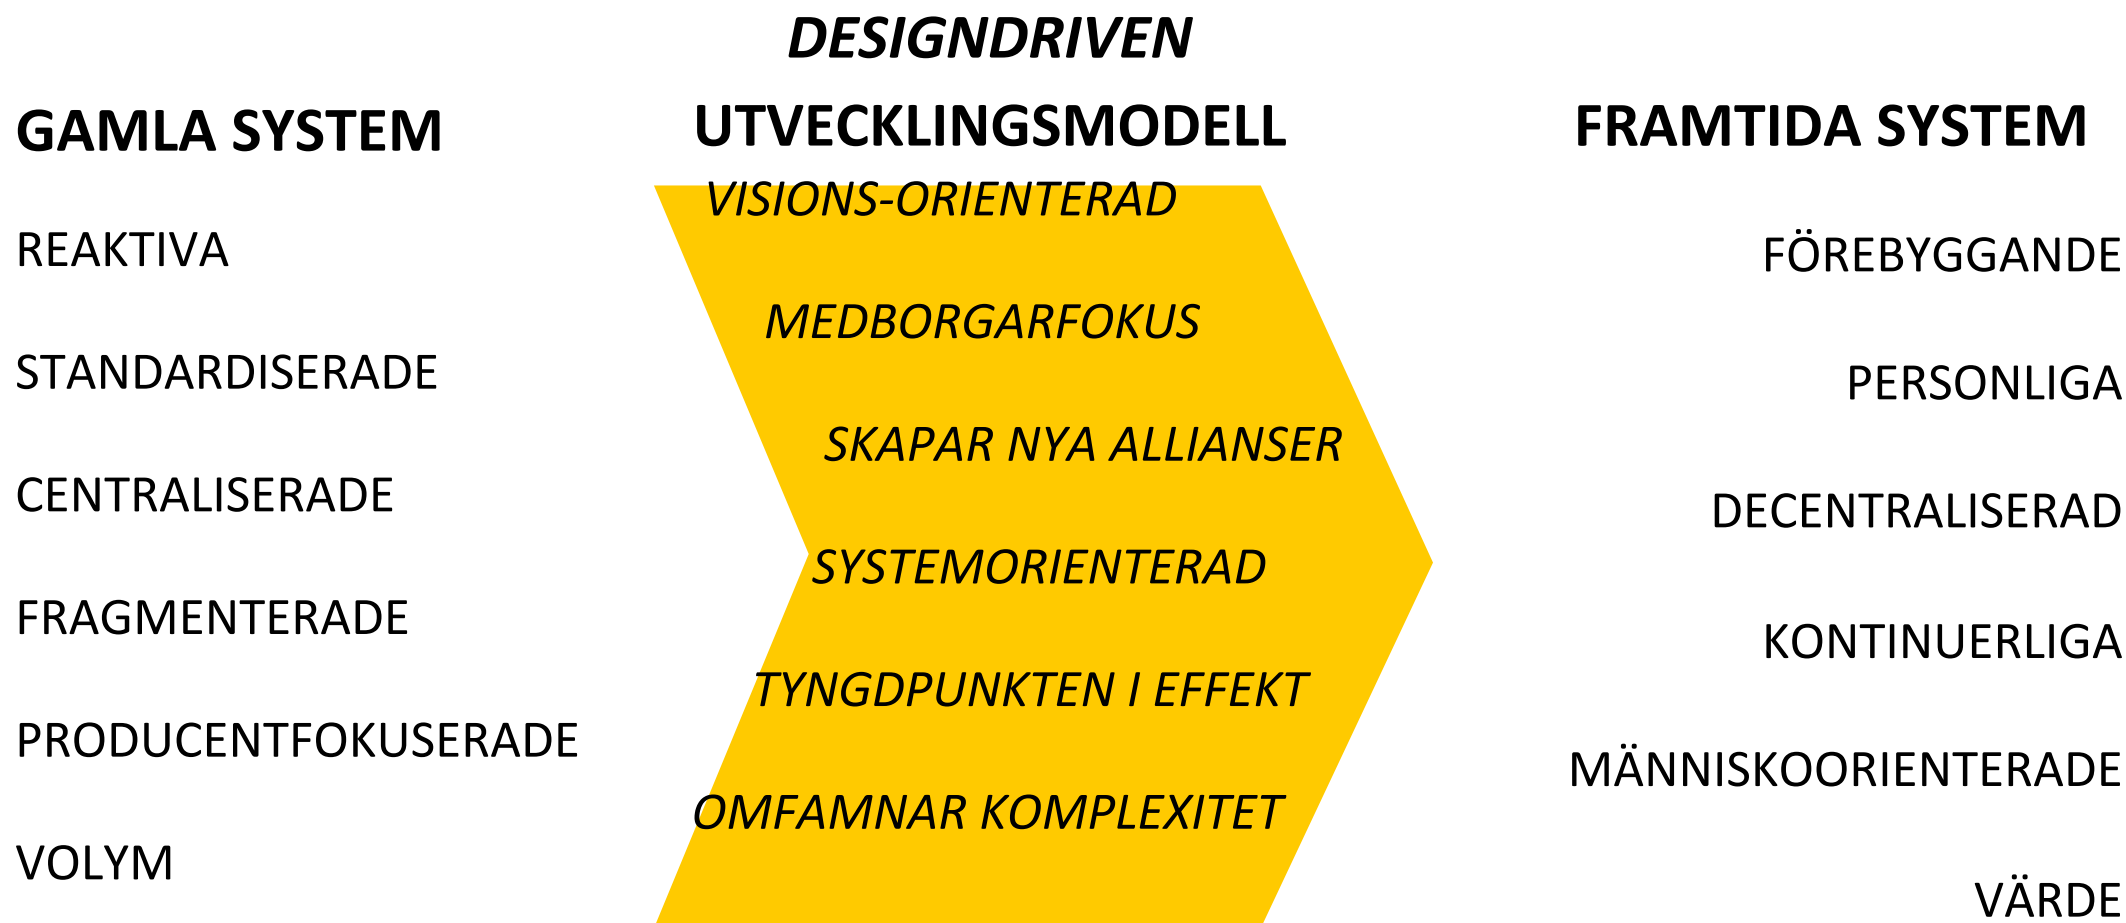 GAMLA SYSTEM
REAKTIVA
STANDARDISERADE
CENTRALISERADE
FRAGMENTERADE
PRODUCENTFOKUSERADE
VOLYM
DESIGNDRIVEN
UTVECKLINGSMODELL
VISIONS-ORIENTERAD
MEDBORGARFOKUS
SKAPAR NYA ALLIANSER
SYSTEMORIENTERAD
TYNGDPUNKTEN I EFFEKT
OMFAMNAR KOMPLEXITET
FRAMTIDA SYSTEM
FÖREBYGGANDE
PERSONLIGA
DECENTRALISERAD
KONTINUERLIGA
MÄNNISKOORIENTERADE
VÄRDE